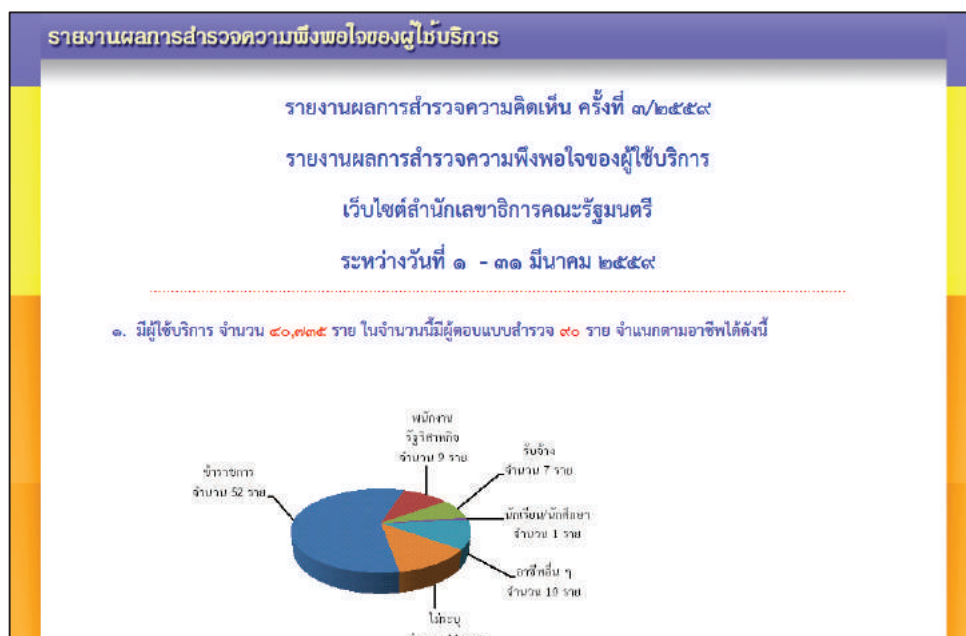 รายงานผลการสำรวจความพึงพอใจของผู้ใช้บริการ
รายงานผลการสำรวจความคิดเห็น ครั้งที่ ๓/๒๕๕๙
รายงานผลการสำรวจความพึงพอใจของผู้ใช้บริการ
เว็บไซต์สำนักเลขาธิการคณะรัฐมนตรี
ระหว่างวันที่ ๑ - ๓๑ มีนาคม ๒๕๕๙
๑. มีผู้ใช้บริการ จำนวน ๔๐,๗๓๕ ราย ในจำนวนนี้มีผู้ตอบแบบสำรวจ ๙๐ ราย จำแนกตามอาชีพได้ดังนี้
พนักงาน
รัฐวิสาหกิจ
จำนวน 9 ราย
รับจ้าง
จำนวน 7 ราย
ข้าราชการ
จำนวน 52 ราย
นักเรียน/นักศึกษา
จำนวน 1 ราย
อาชีพอื่น ๆ
จำนวน 10 ราย
ไม่ระบุ